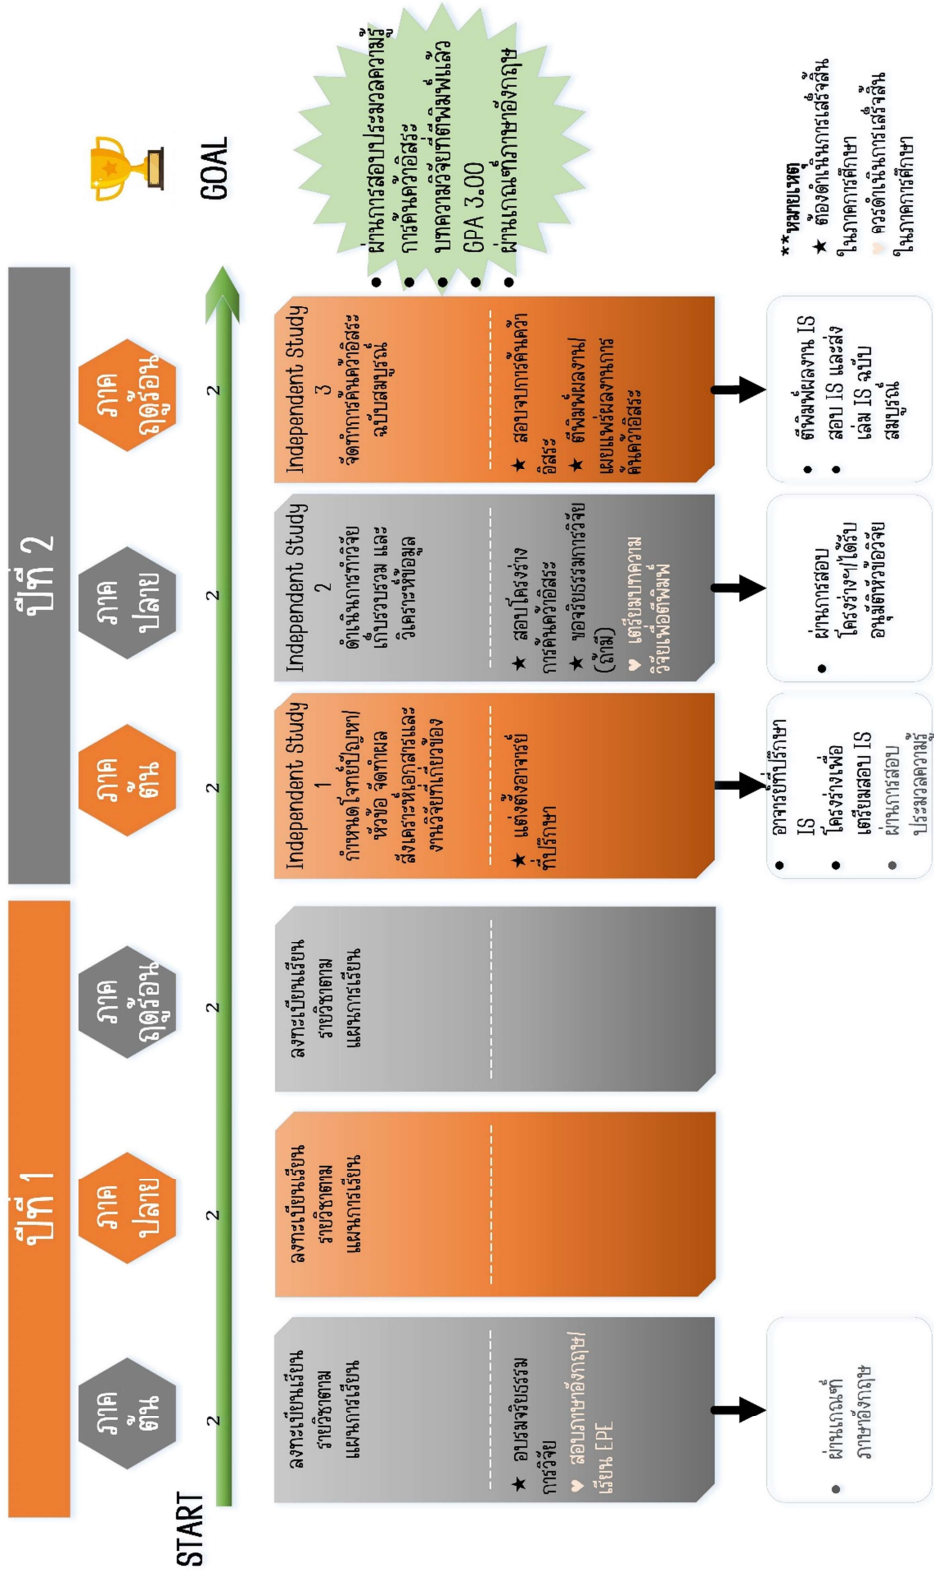 ปีที่ 1
ปีที่ 2
ภาค
ต้น
ภาค
ปลาย
ภาค
ฤดูร้อน
ภาค
ต้น
ภาค
ปลาย
ภาค
ฤดูร้อน
START
2
2
2
2
2
2
GOAL
ลงทะเบียนเรียน
รายวิชาตาม
แผนการเรียน
★ อบรมจริยธรรม
การวิจัย
♥ สอบภาษาอังกฤษ/
เรียน EPE
• ผ่านเกณฑ์
ภาษาอังกฤษ
ลงทะเบียนเรียน
รายวิชาตาม
แผนการเรียน
ลงทะเบียนเรียน
รายวิชาตาม
แผนการเรียน
Independent Study
1
กำหนดโจทย์ปัญหา/
หัวข้อ จัดทำผล
สังเคราะห์เอกสารและ
งานวิจัยที่เกี่ยวข้อง
★ แต่งตั้งอาจารย์
ที่ปรึกษา
• อาจารย์ที่ปรึกษา
IS
• โครงร่างเพื่อ
เตรียมสอบ IS
• ผ่านการสอบ
ประมวลความรู้
Independent Study
2
ดำเนินการทำวิจัย
เก็บรวบรวม และ
วิเคราะห์ข้อมูล
★ สอบโครงร่าง
การค้นคว้าอิสระ
★ ขอจริยธรรมการวิจัย
(ถ้ามี)
♥ เตรียมบทความ
วิจัยเพื่อตีพิมพ์
• ผ่านการสอบ
โครงร่างฯ/ได้รับ
อนุมัติหัวข้อวิจัย
Independent Study
3
จัดทำการค้นคว้าอิสระ
ฉบับสมบูรณ์
★ สอบจบการค้นคว้า
อิสระ
★ ตีพิมพ์ผลงาน/
เผยแพร่ผลงานการ
ค้นคว้าอิสระ
• ตีพิมพ์ผลงาน IS
• สอบ IS และส่ง
เล่ม IS ฉบับ
สมบูรณ์
• ผ่านการสอบประมวลความรู้
• การค้นคว้าอิสระ
• บทความวิจัยที่ตีพิมพ์แล้ว
• GPA 3.00
• ผ่านเกณฑ์ภาษาอังกฤษ
**หมายเหตุ
★ ต้องดำเนินการเสร็จสิ้น
ในภาคการศึกษา
♥ ควรดำเนินการเสร็จสิ้น
ในภาคการศึกษา